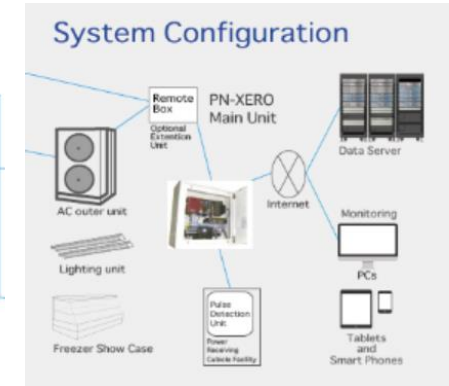 System Configuration
Remote
Box
Optional
Extention
Unit
PN-XERO
Main Unit
Data Server
AC outer unit
Internet
Monitoring
Lighting unit
PCs
Pulse
Detection
Unit
Power
Receiving
Cubicle Facility
Freezer Show Case
Tablets
and
Smart Phones